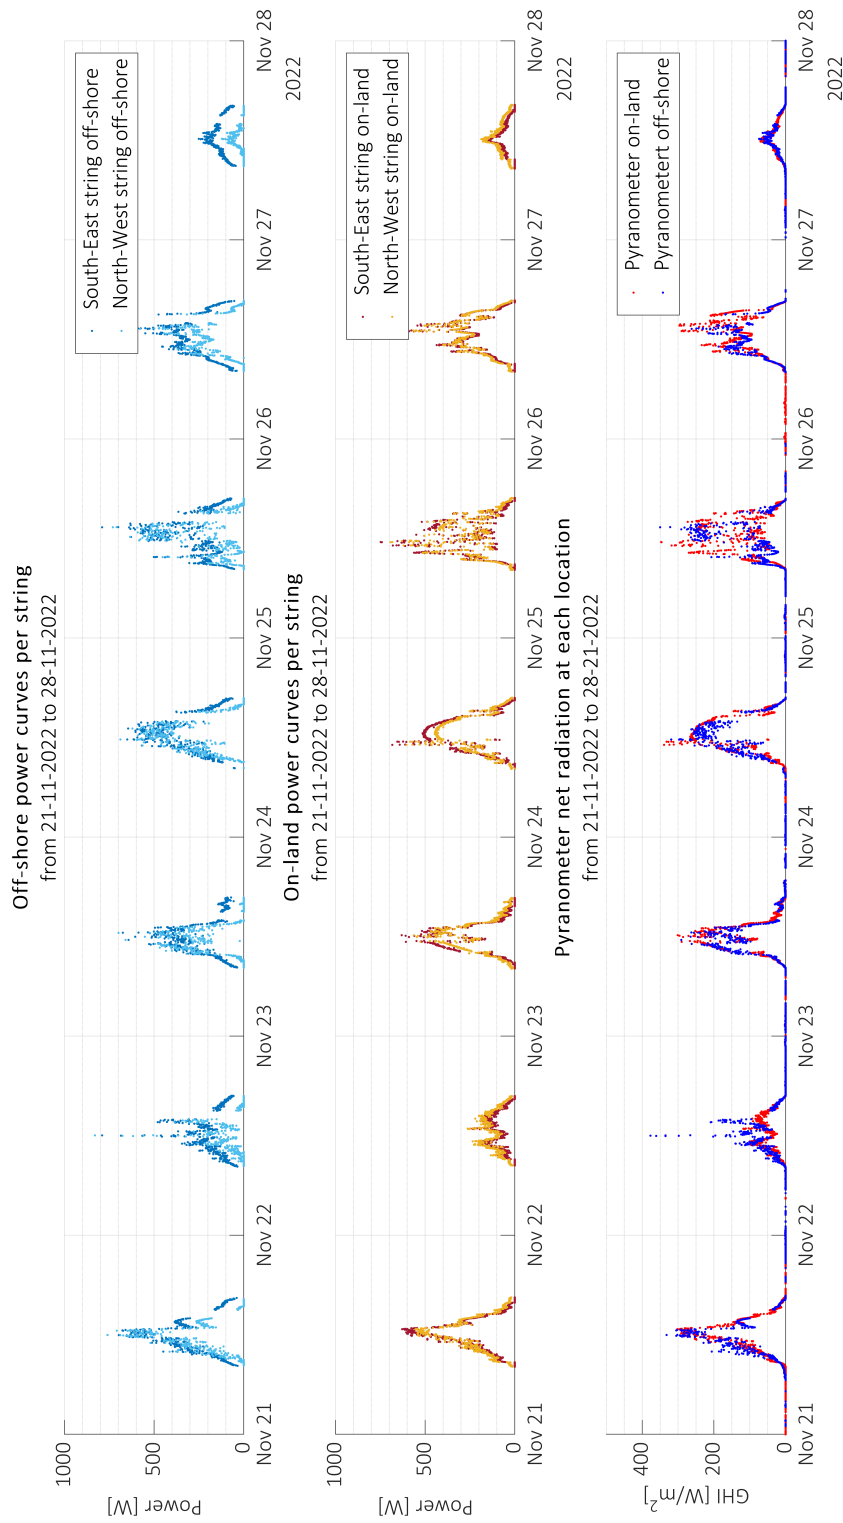 Off-shore power curves per string
from 21-11-2022 to 28-11-2022
1000
500
0
Power [W]
South-East string off-shore
North-West string off-shore
Nov 21
Nov 22
Nov 23
Nov 24
Nov 25
Nov 26
Nov 27
Nov 28
2022
On-land power curves per string
from 21-11-2022 to 28-11-2022
1000
500
0
Power [W]
South-East string on-land
North-West string on-land
Nov 21
Nov 22
Nov 23
Nov 24
Nov 25
Nov 26
Nov 27
Nov 28
2022
Pyranometer net radiation at each location
from 21-11-2022 to 28-21-2022
400
200
0
GHI [W/m²]
Pyranometer on-land
Pyranometert off-shore
Nov 21
Nov 22
Nov 23
Nov 24
Nov 25
Nov 26
Nov 27
Nov 28
2022